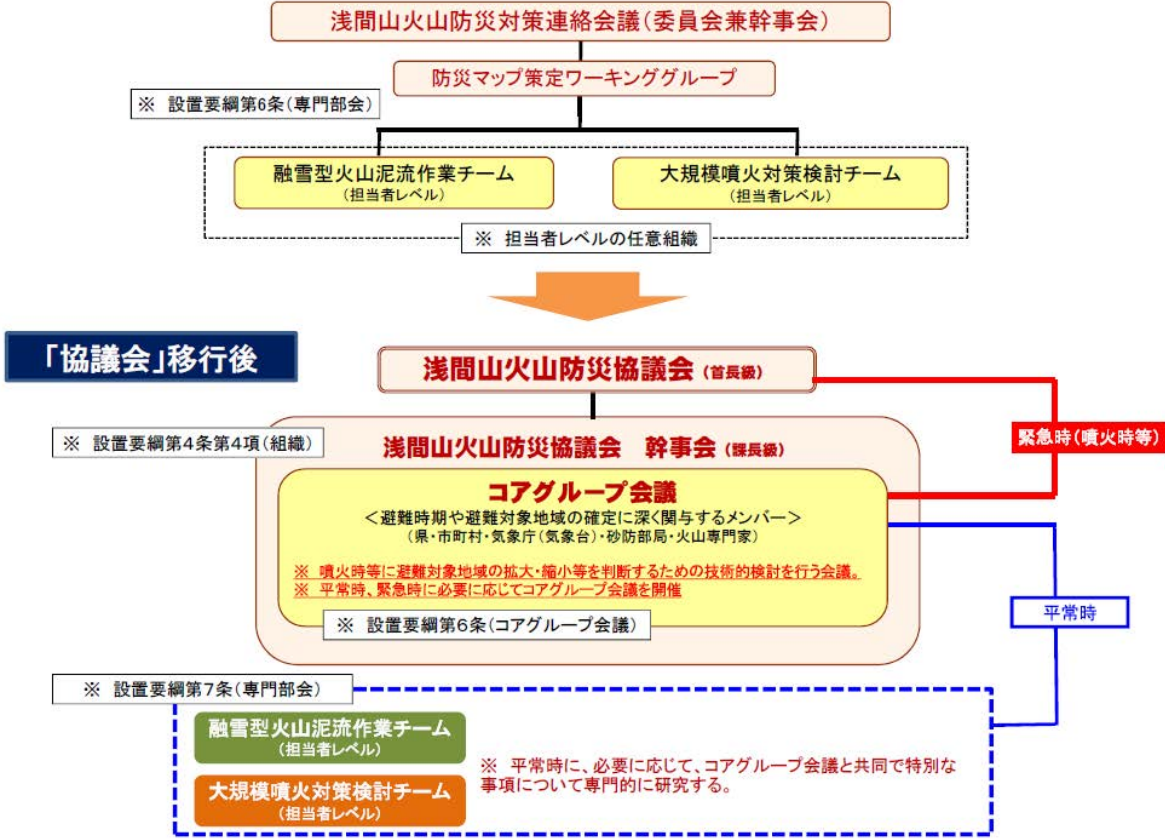 浅間山火山防災対策連絡会議（委員会兼幹事会）
防災マップ策定ワーキンググループ
※ 設置要綱第6条（専門部会）
融雪型火山泥流作業チーム
（担当者レベル）
大規模噴火対策検討チーム
（担当者レベル）
※ 担当者レベルの任意組織
「協議会」移行後
浅間山火山防災協議会（首長級）
緊急時（噴火時等）
※ 設置要綱第4条第4項（組織）
浅間山火山防災協議会 幹事会（課長級）
コアグループ会議
＜避難時期や避難対象地域の確定に深く関与するメンバー＞
（県・市町村・気象庁（気象台）・砂防部局・火山専門家）
※ 噴火時等に避難対象地域の拡大・縮小等を判断するための技術的検討を行う会議。
※ 平常時、緊急時に必要に応じてコアグループ会議を開催
※ 設置要綱第6条（コアグループ会議）
平常時
※ 設置要綱第7条（専門部会）
融雪型火山泥流作業チーム
（担当者レベル）
大規模噴火対策検討チーム
（担当者レベル）
※ 平常時に、必要に応じて、コアグループ会議と共同で特別な
事項について専門的に研究する。